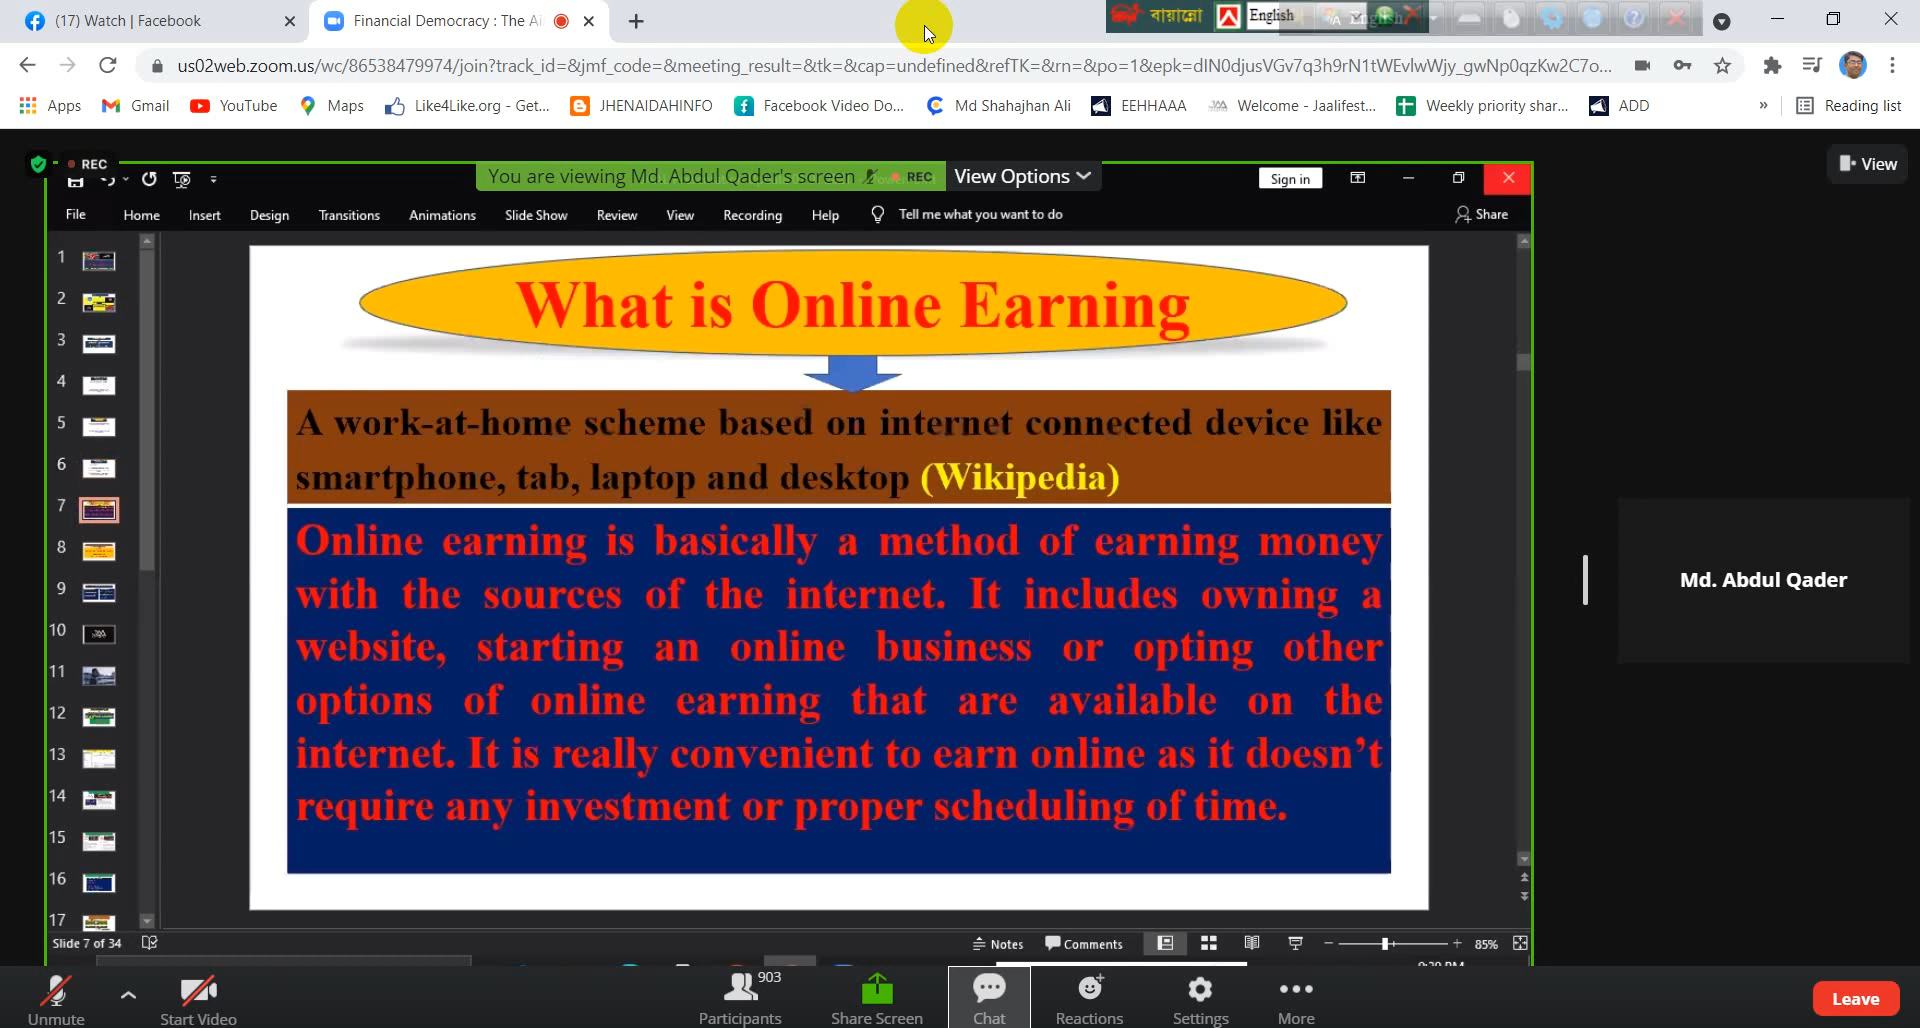 (17) Watch | Facebook
Financial Democracy : The Ai
বায়ান্নো
English
us02web.zoom.us/wc/86538479974/join?track_id=&jmf_code=&meeting_result=&tk=&cap=undefined&refTK=&rn=&po=1&epk=dIN0djusVGv7q3h9rN1tWEvlwWjy_gwNp0qzKw2C7o...
Apps
Gmail
YouTube
Maps
Like4Like.org - Get...
JHENAIDAHINFO
Facebook Video Do...
Md Shahajhan Ali
EEHHAAA
Welcome - Jaalifest...
Weekly priority shar...
ADD
»
Reading list
REC
You are viewing Md. Abdul Qader's screen
REC
View Options
Sign in
View
File
Home
Insert
Design
Transitions
Animations
Slide Show
Review
View
Recording
Help
Tell me what you want to do
Share
1
2
3
4
5
6
7
8
9
10
11
12
13
14
15
16
17
What is Online Earning
A work-at-home scheme based on internet connected device like
smartphone, tab, laptop and desktop (Wikipedia)
Online earning is basically a method of earning money
with the sources of the internet. It includes owning a
website, starting an online business or opting other
options of online earning that are available on the
internet. It is really convenient to earn online as it doesn’t
require any investment or proper scheduling of time.
Md. Abdul Qader
Slide 7 of 34
Notes
Comments
85%
Unmute
Start Video
903
Participants
Share Screen
Chat
Reactions
Settings
More
Leave